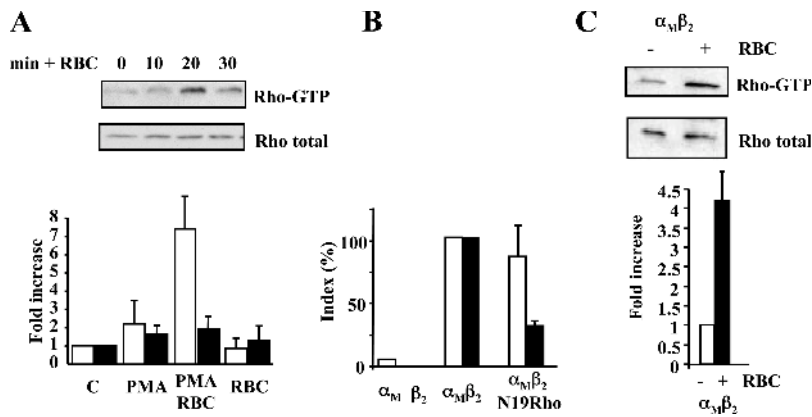 A
min + RBC 0 10 20 30
Rho-GTP
Rho total
Fold increase
8
7
6
5
4
3
2
1
0
C PMA PMA RBC RBC
B
Index (%)
100
50
0
αM β2 αMβ2 αMβ2 N19Rho
C
αMβ2
- + RBC
Rho-GTP
Rho total
Fold increase
4.5
4
3.5
3
2.5
2
1.5
1
0.5
0
- + RBC
αMβ2